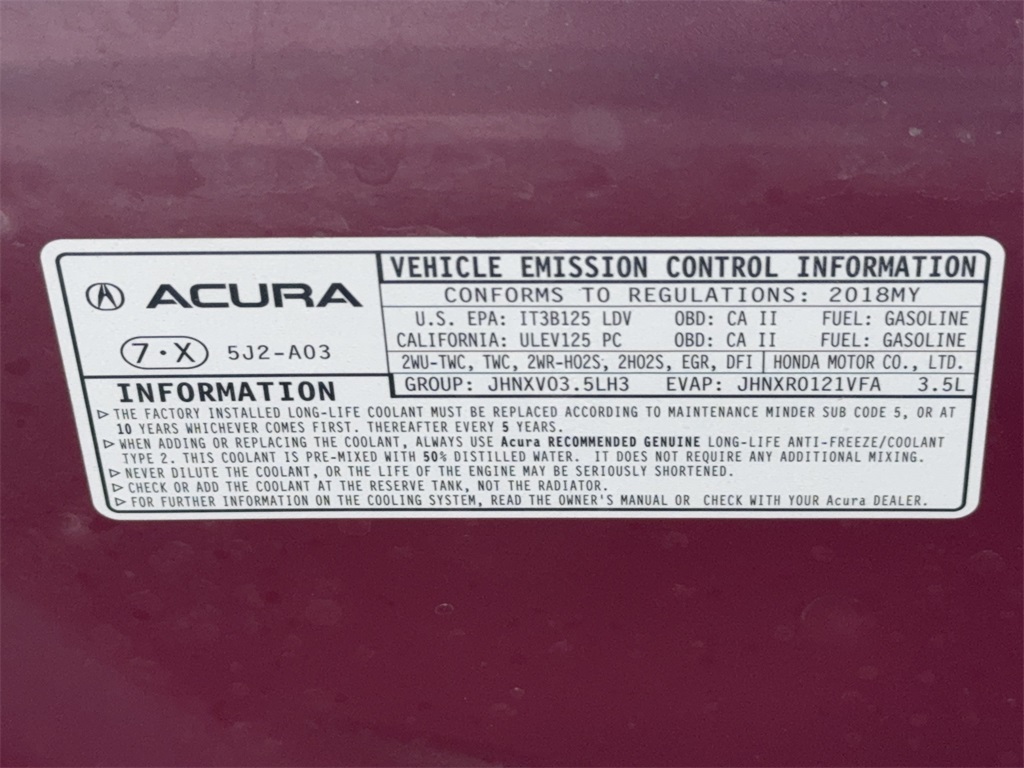 ACURA
7·X 5J2-A03
VEHICLE EMISSION CONTROL INFORMATION
CONFORMS TO REGULATIONS: 2018MY
U.S. EPA: IT3B125 LDV OBD: CA II FUEL: GASOLINE
CALIFORNIA: ULEV125 PC OBD: CA II FUEL: GASOLINE
2WU-TWC, TWC, 2WR-HO2S, 2HO2S, EGR, DFI HONDA MOTOR CO., LTD.
GROUP: JHNXV03.5LH3 EVAP: JHNXR0121VFA 3.5L
INFORMATION
▷ THE FACTORY INSTALLED LONG-LIFE COOLANT MUST BE REPLACED ACCORDING TO MAINTENANCE MINDER SUB CODE 5, OR AT
10 YEARS WHICHEVER COMES FIRST. THEREAFTER EVERY 5 YEARS.
▷ WHEN ADDING OR REPLACING THE COOLANT, ALWAYS USE Acura RECOMMENDED GENUINE LONG-LIFE ANTI-FREEZE/COOLANT
TYPE 2. THIS COOLANT IS PRE-MIXED WITH 50% DISTILLED WATER. IT DOES NOT REQUIRE ANY ADDITIONAL MIXING.
▷ NEVER DILUTE THE COOLANT, OR THE LIFE OF THE ENGINE MAY BE SERIOUSLY SHORTENED.
▷ CHECK OR ADD THE COOLANT AT THE RESERVE TANK, NOT THE RADIATOR.
▷ FOR FURTHER INFORMATION ON THE COOLING SYSTEM, READ THE OWNER'S MANUAL OR CHECK WITH YOUR Acura DEALER.